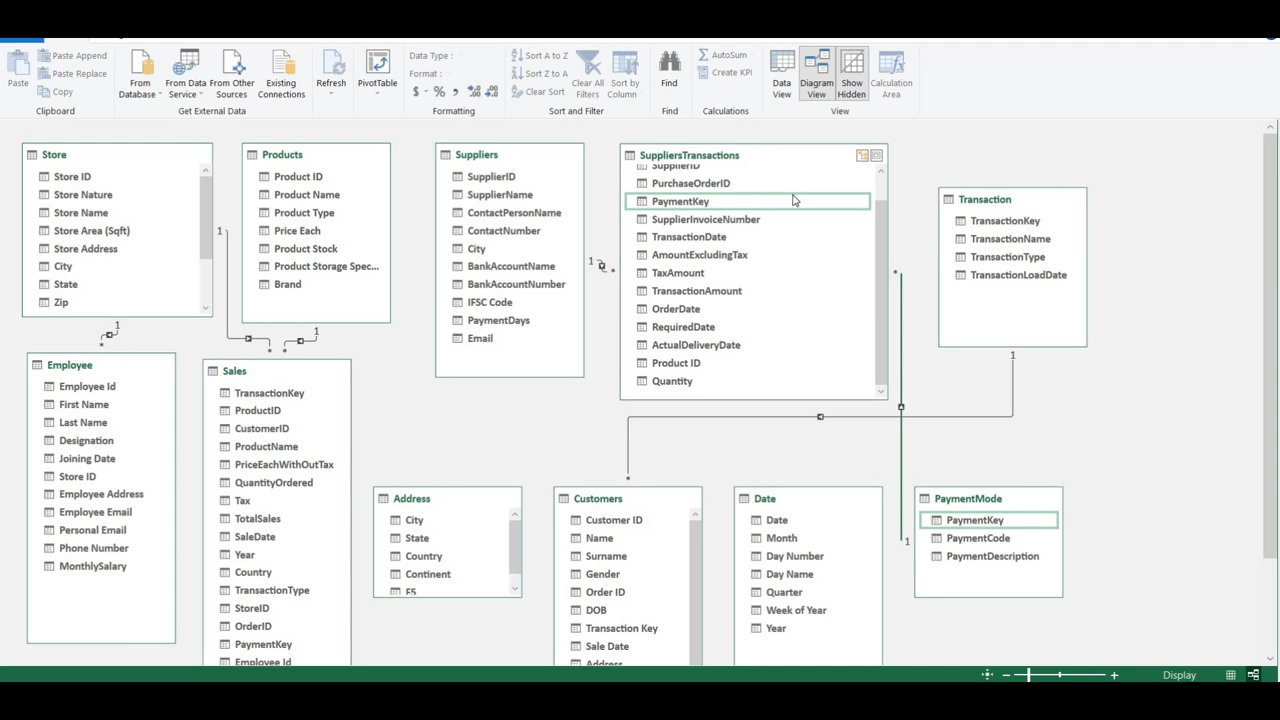 Paste
Paste Append
Paste Replace
Copy
Clipboard
From Database
From Data Service
From Other Sources
Existing Connections
Get External Data
Refresh
PivotTable
Data Type :
Format :
$ % ,
Formatting
Sort A to Z
Sort Z to A
Clear Sort
Clear All Filters
Sort by Column
Sort and Filter
Find
Find
AutoSum
Create KPI
Calculations
Data View
Diagram View
Show Hidden
Calculation Area
View
Store
Store ID
Store Nature
Store Name
Store Area (Sqft)
Store Address
City
State
Zip
Products
Product ID
Product Name
Product Type
Price Each
Product Stock
Product Storage Spec...
Brand
Suppliers
SupplierID
SupplierName
ContactPersonName
ContactNumber
City
BankAccountName
BankAccountNumber
IFSC Code
PaymentDays
Email
SuppliersTransactions
SupplierID
PurchaseOrderID
PaymentKey
SupplierInvoiceNumber
TransactionDate
AmountExcludingTax
TaxAmount
TransactionAmount
OrderDate
RequiredDate
ActualDeliveryDate
Product ID
Quantity
Transaction
TransactionKey
TransactionName
TransactionType
TransactionLoadDate
1
1
1
1
*
*
*
*
*
1
*
1
Employee
Employee Id
First Name
Last Name
Designation
Joining Date
Store ID
Employee Address
Employee Email
Personal Email
Phone Number
MonthlySalary
Sales
TransactionKey
ProductID
CustomerID
ProductName
PriceEachWithOutTax
QuantityOrdered
Tax
TotalSales
SaleDate
Year
Country
TransactionType
StoreID
OrderID
PaymentKey
Employee Id
Address
City
State
Country
Continent
F5
Customers
Customer ID
Name
Surname
Gender
Order ID
DOB
Transaction Key
Sale Date
Address
Date
Date
Month
Day Number
Day Name
Quarter
Week of Year
Year
PaymentMode
PaymentKey
PaymentCode
PaymentDescription
1
Display